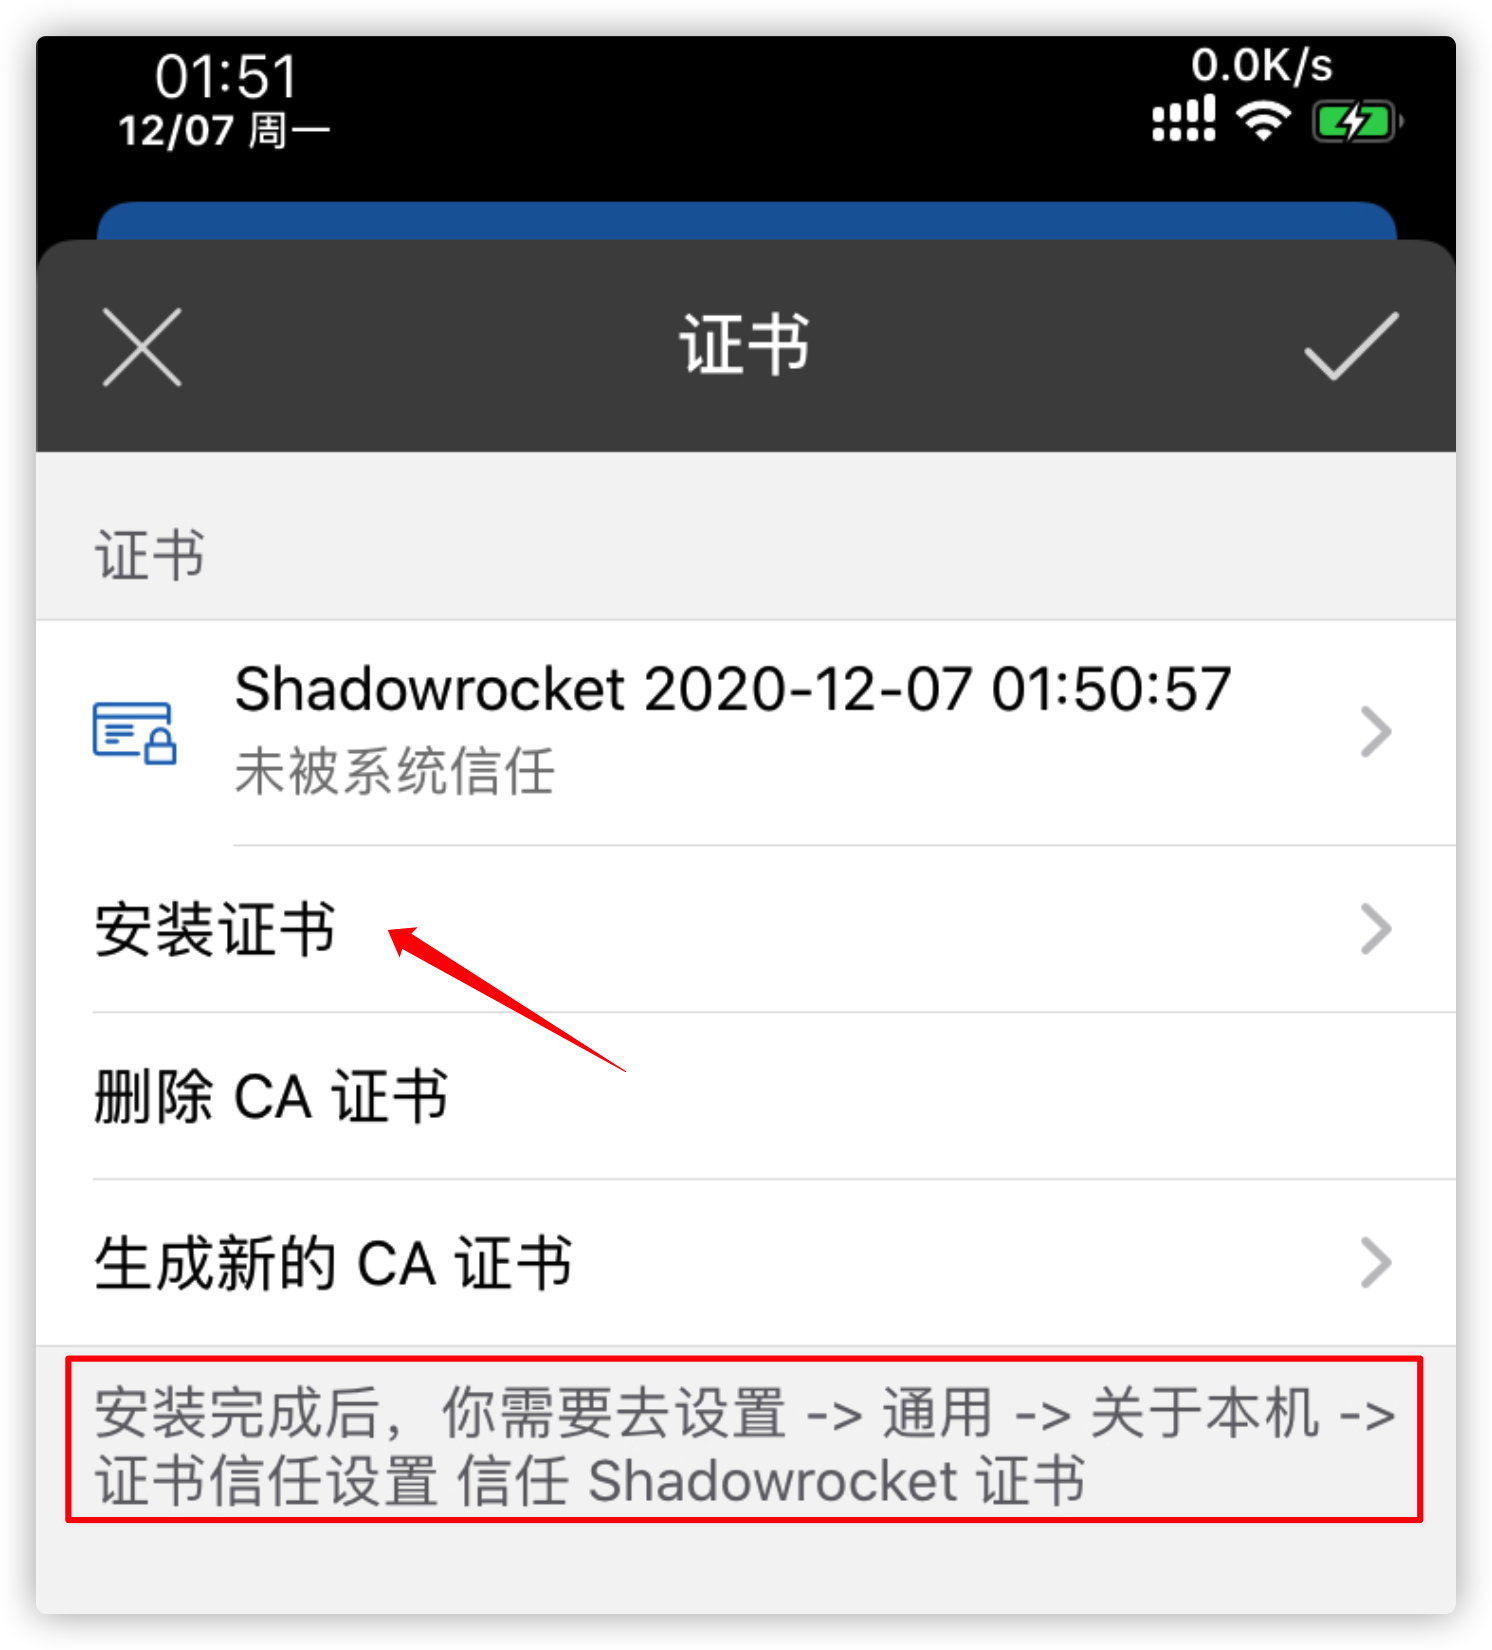 01:51
0.0K/s
12/07 周一
证书
证书
Shadowrocket 2020-12-07 01:50:57
未被系统信任
安装证书
删除 CA 证书
生成新的 CA 证书
安装完成后，你需要去设置 -> 通用 -> 关于本机 ->
证书信任设置 信任 Shadowrocket 证书